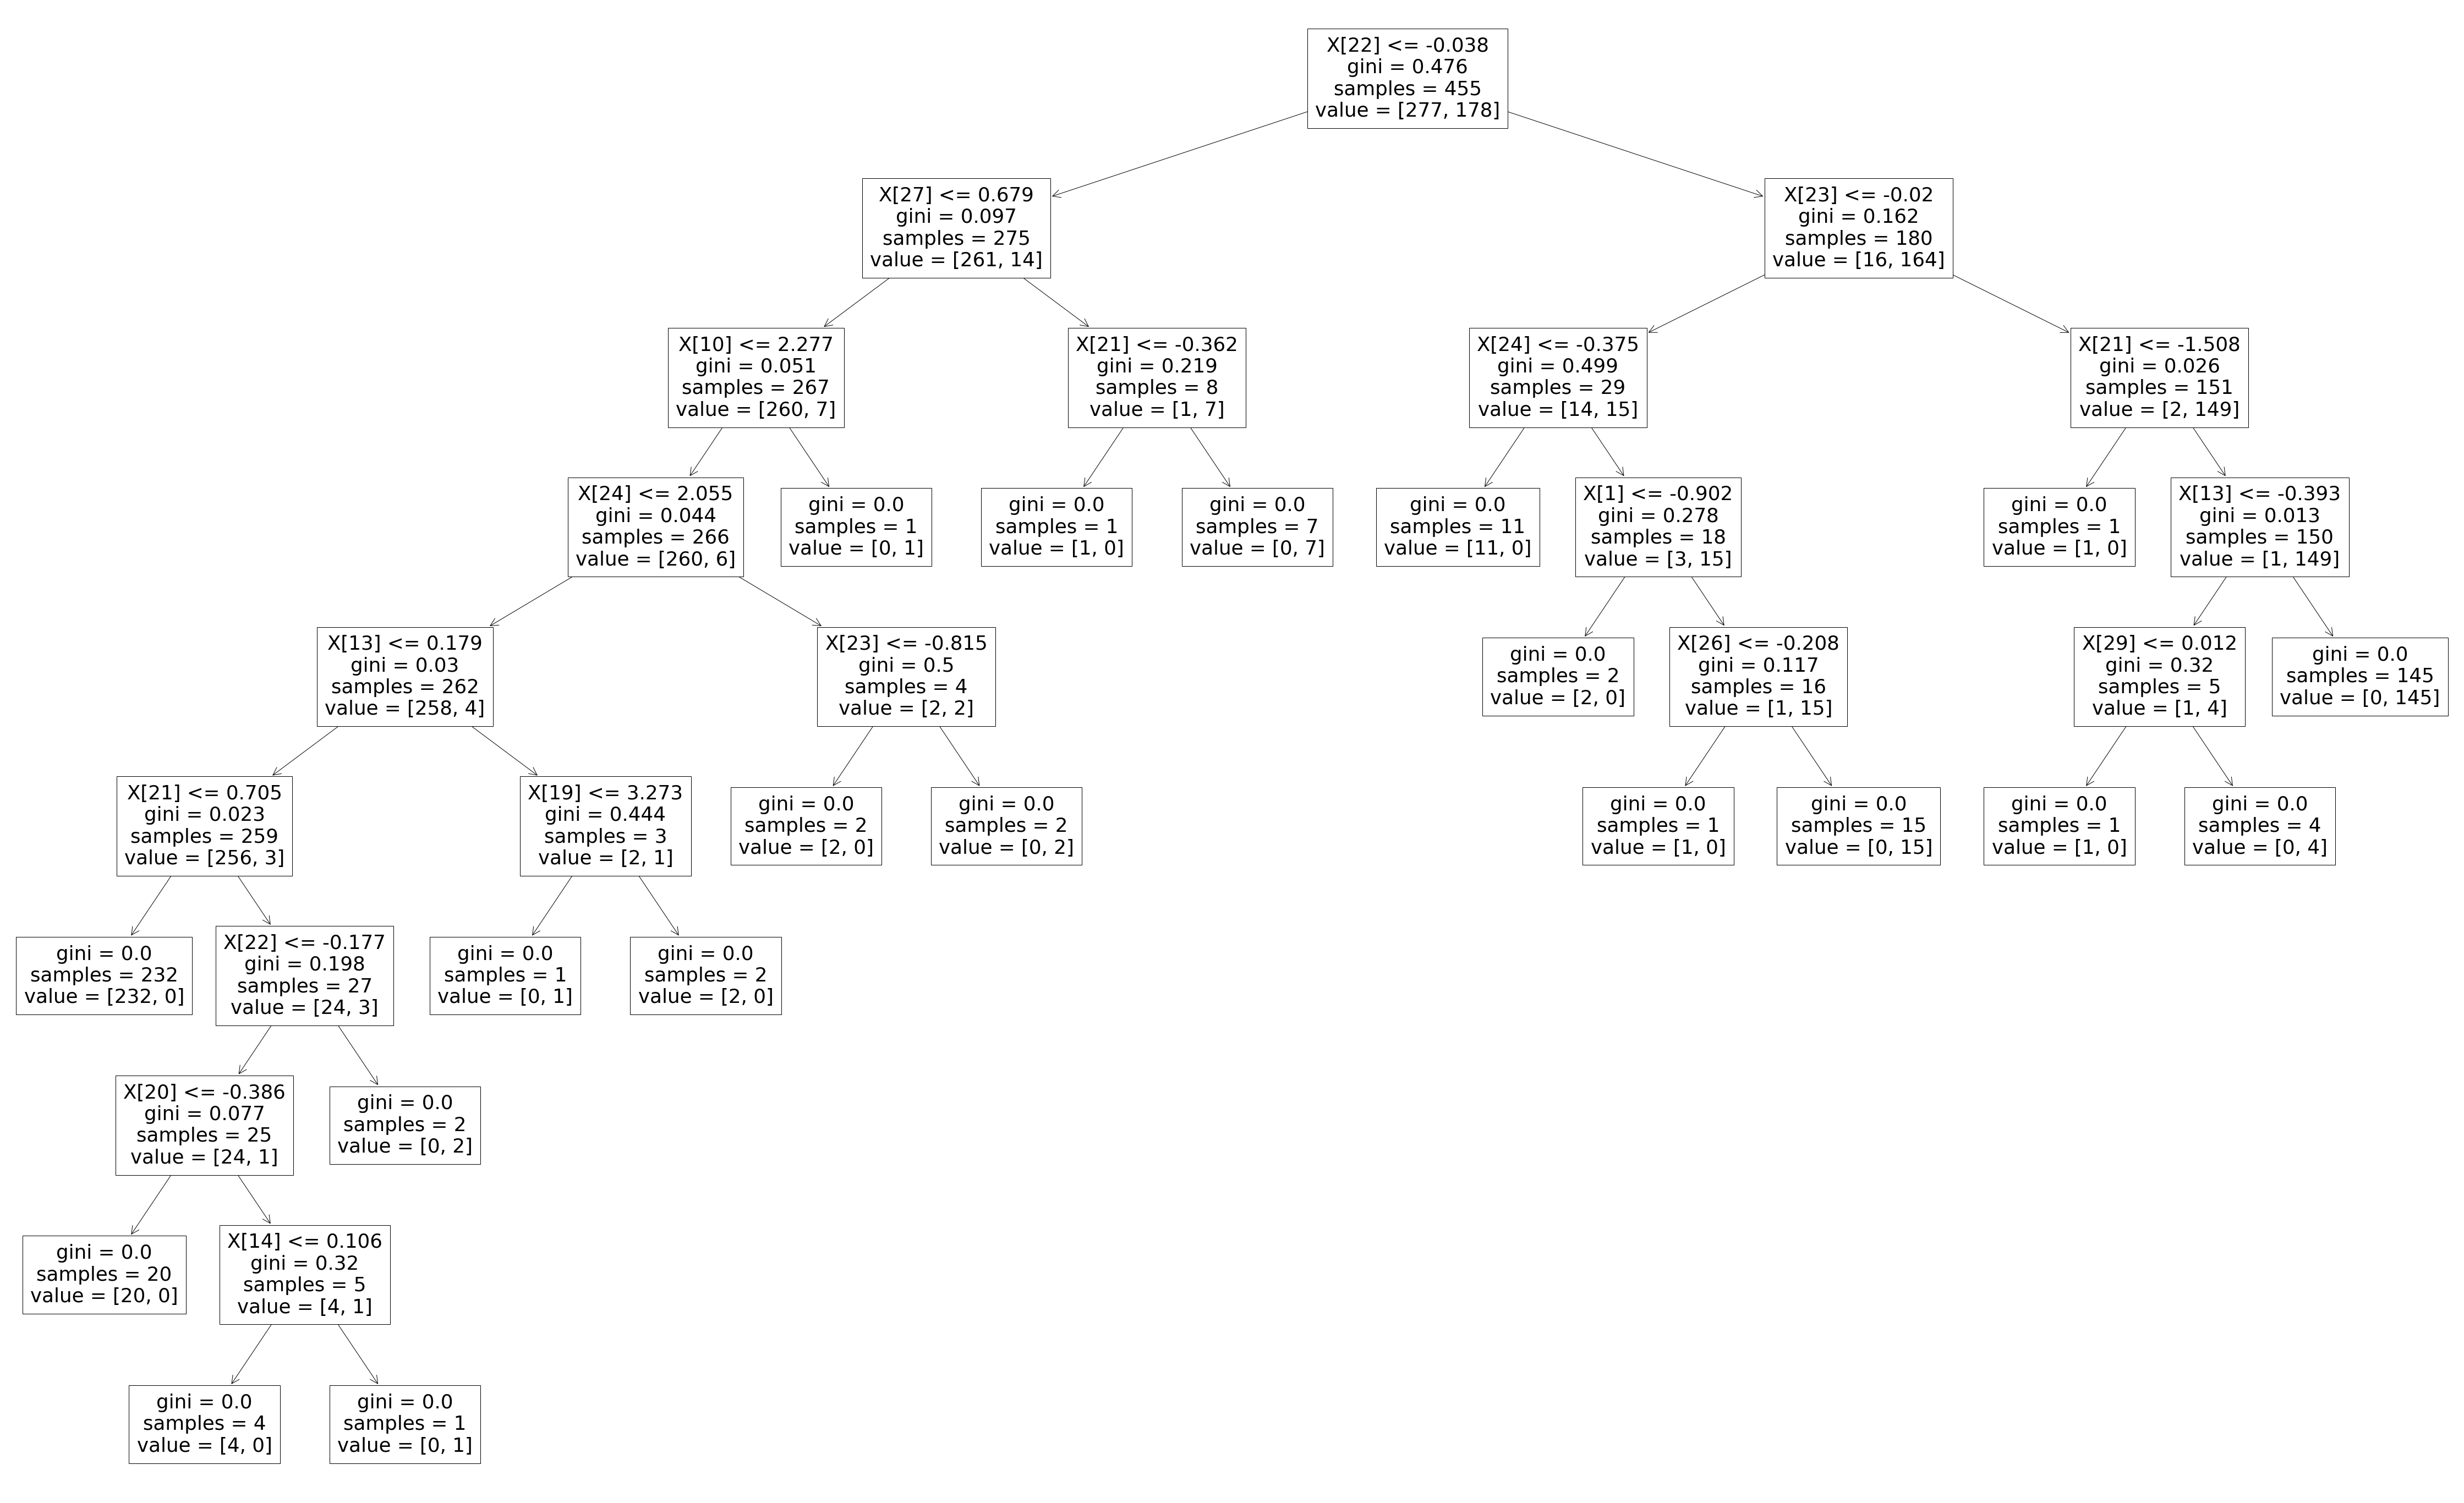 X[22] <= -0.038
gini = 0.476
samples = 455
value = [277, 178]
X[27] <= 0.679
gini = 0.097
samples = 275
value = [261, 14]
X[23] <= -0.02
gini = 0.162
samples = 180
value = [16, 164]
X[10] <= 2.277
gini = 0.051
samples = 267
value = [260, 7]
X[21] <= -0.362
gini = 0.219
samples = 8
value = [1, 7]
X[24] <= -0.375
gini = 0.499
samples = 29
value = [14, 15]
X[21] <= -1.508
gini = 0.026
samples = 151
value = [2, 149]
X[24] <= 2.055
gini = 0.044
samples = 266
value = [260, 6]
gini = 0.0
samples = 1
value = [0, 1]
gini = 0.0
samples = 1
value = [1, 0]
gini = 0.0
samples = 7
value = [0, 7]
gini = 0.0
samples = 11
value = [11, 0]
X[1] <= -0.902
gini = 0.278
samples = 18
value = [3, 15]
gini = 0.0
samples = 1
value = [1, 0]
X[13] <= -0.393
gini = 0.013
samples = 150
value = [1, 149]
X[13] <= 0.179
gini = 0.03
samples = 262
value = [258, 4]
X[23] <= -0.815
gini = 0.5
samples = 4
value = [2, 2]
gini = 0.0
samples = 2
value = [2, 0]
X[26] <= -0.208
gini = 0.117
samples = 16
value = [1, 15]
X[29] <= 0.012
gini = 0.32
samples = 5
value = [1, 4]
gini = 0.0
samples = 145
value = [0, 145]
X[21] <= 0.705
gini = 0.023
samples = 259
value = [256, 3]
X[19] <= 3.273
gini = 0.444
samples = 3
value = [2, 1]
gini = 0.0
samples = 2
value = [2, 0]
gini = 0.0
samples = 2
value = [0, 2]
gini = 0.0
samples = 1
value = [1, 0]
gini = 0.0
samples = 15
value = [0, 15]
gini = 0.0
samples = 1
value = [1, 0]
gini = 0.0
samples = 4
value = [0, 4]
gini = 0.0
samples = 232
value = [232, 0]
X[22] <= -0.177
gini = 0.198
samples = 27
value = [24, 3]
gini = 0.0
samples = 1
value = [0, 1]
gini = 0.0
samples = 2
value = [2, 0]
X[20] <= -0.386
gini = 0.077
samples = 25
value = [24, 1]
gini = 0.0
samples = 2
value = [0, 2]
gini = 0.0
samples = 20
value = [20, 0]
X[14] <= 0.106
gini = 0.32
samples = 5
value = [4, 1]
gini = 0.0
samples = 4
value = [4, 0]
gini = 0.0
samples = 1
value = [0, 1]